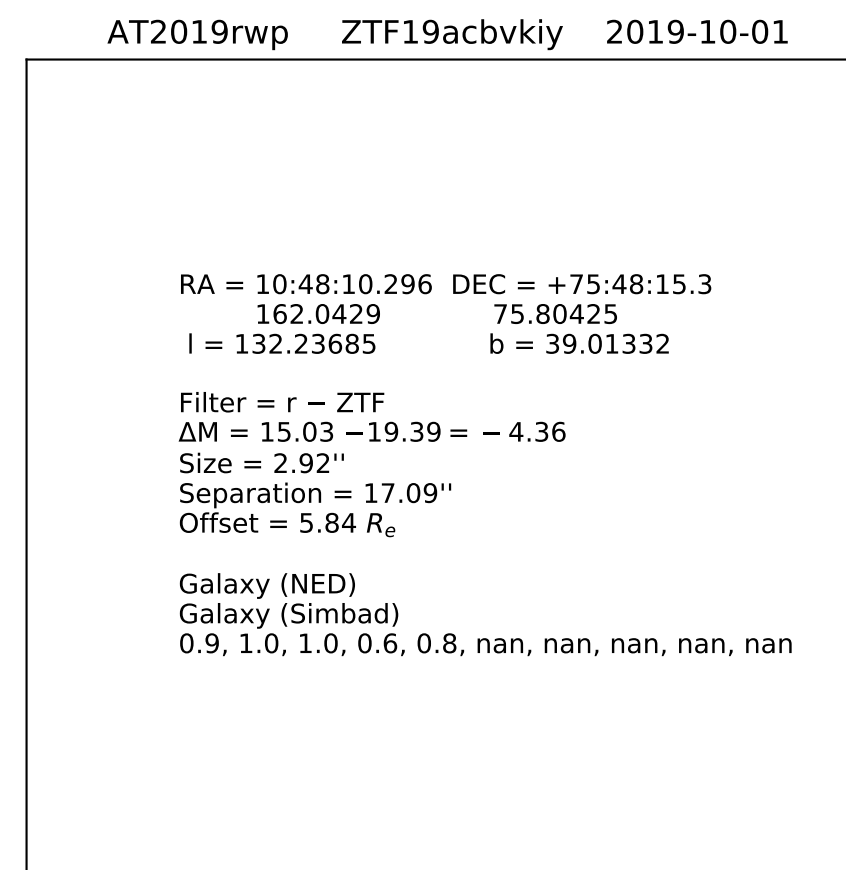 AT2019rwp ZTF19acbvkiy 2019-10-01
RA = 10:48:10.296 DEC = +75:48:15.3
162.0429 75.80425
l = 132.23685 b = 39.01332
Filter = r − ZTF
ΔM = 15.03 −19.39 = − 4.36
Size = 2.92''
Separation = 17.09''
Offset = 5.84 Re
Galaxy (NED)
Galaxy (Simbad)
0.9, 1.0, 1.0, 0.6, 0.8, nan, nan, nan, nan, nan